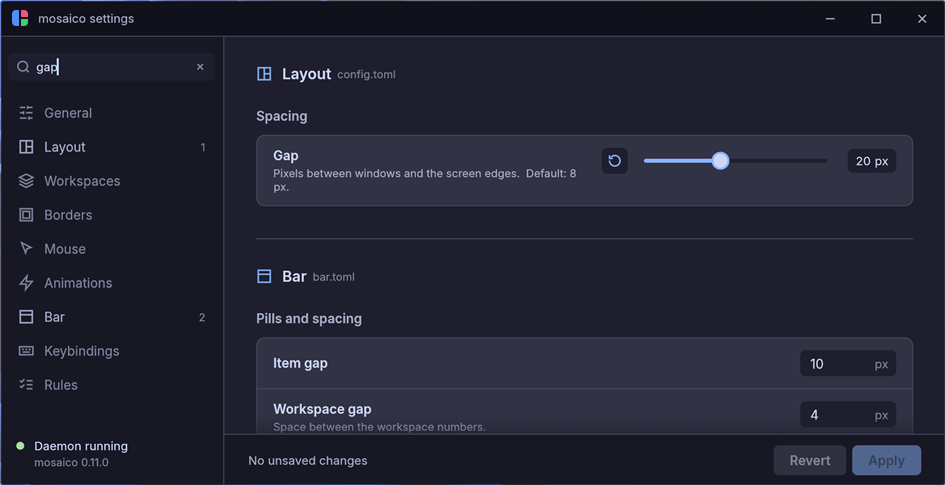 mosaico settings
gap
General
Layout 1
Workspaces
Borders
Mouse
Animations
Bar 2
Keybindings
Rules
Daemon running
mosaico 0.11.0
Layout config.toml
Spacing
Gap
Pixels between windows and the screen edges. Default: 8
px.
20 px
Bar bar.toml
Pills and spacing
Item gap
10 px
Workspace gap
Space between the workspace numbers.
4 px
No unsaved changes
Revert
Apply